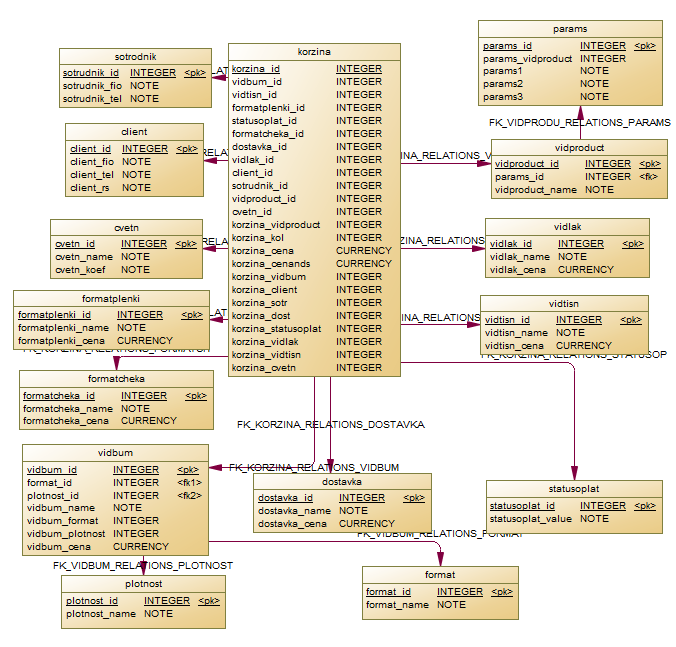 korzina
korzina_id INTEGER
vidbum_id INTEGER
vidtisn_id INTEGER
formatplenki_id INTEGER
statusoplat_id INTEGER
formatcheka_id INTEGER
dostavka_id INTEGER
vidlak_id INTEGER
client_id INTEGER
sotrudnik_id INTEGER
vidproduct_id INTEGER
cvetn_id INTEGER
korzina_vidproduct INTEGER
korzina_kol INTEGER
korzina_cena CURRENCY
korzina_cenands CURRENCY
korzina_vidbum INTEGER
korzina_client INTEGER
korzina_sotr INTEGER
korzina_dost INTEGER
korzina_statusoplat INTEGER
korzina_vidlak INTEGER
korzina_vidtisn INTEGER
korzina_cvetn INTEGER
sotrudnik
sotrudnik_id INTEGER <pk>
sotrudnik_fio NOTE
sotrudnik_tel NOTE
client
client_id INTEGER <pk>
client_fio NOTE
client_tel NOTE
client_rs NOTE
cvetn
cvetn_id INTEGER <pk>
cvetn_name NOTE
cvetn_koef NOTE
formatplenki
formatplenki_id INTEGER <pk>
formatplenki_name NOTE
formatplenki_cena CURRENCY
formatcheka
formatcheka_id INTEGER <pk>
formatcheka_name NOTE
formatcheka_cena CURRENCY
params
params_id INTEGER <pk>
params_vidproduct INTEGER
params1 NOTE
params2 NOTE
params3 NOTE
FK_VIDPRODU_RELATIONS_PARAMS
vidproduct
vidproduct_id INTEGER <pk>
params_id INTEGER <fk>
vidproduct_name NOTE
INA_RELATIONS_V
vidlak
vidlak_id INTEGER <pk>
vidlak_name NOTE
vidlak_cena CURRENCY
ZINA_RELATIONS_
vidtisn
vidtisn_id INTEGER <pk>
vidtisn_name NOTE
vidtisn_cena CURRENCY
KORZINA_RELATIONS_
FK_KORZINA_RELATIONS_STATUSOP
FK_KORZINA_RELATIONS_DOSTAVKA
FK_KORZINA_RELATIONS_VIDBUM
vidbum
vidbum_id INTEGER <pk>
format_id INTEGER <fk1>
plotnost_id INTEGER <fk2>
vidbum_name NOTE
vidbum_format INTEGER
vidbum_plotnost INTEGER
vidbum_cena CURRENCY
dostavka
dostavka_id INTEGER <pk>
dostavka_name NOTE
dostavka_cena CURRENCY
statusoplat
statusoplat_id INTEGER <pk>
statusoplat_value NOTE
FK_VIDBUM_RELATIONS_FORMAT
FK_VIDBUM_RELATIONS_PLOTNOST
plotnost
plotnost_id INTEGER <pk>
plotnost_name NOTE
format
format_id INTEGER <pk>
format_name NOTE